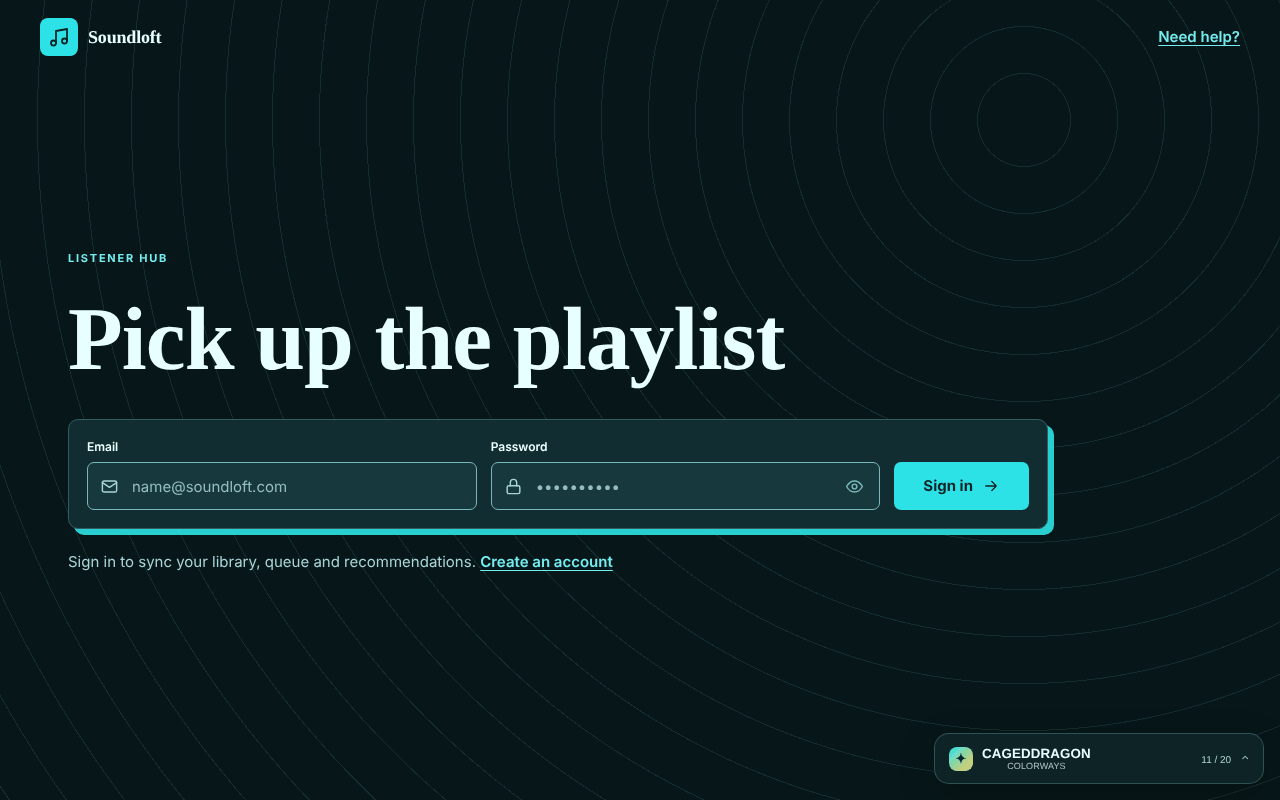 Soundloft
Need help?
LISTENER HUB
Pick up the playlist
Email
Password
name@soundloft.com
••••••••••
Sign in
Sign in to sync your library, queue and recommendations. Create an account
CAGEDDRAGON
COLORWAYS
11 / 20